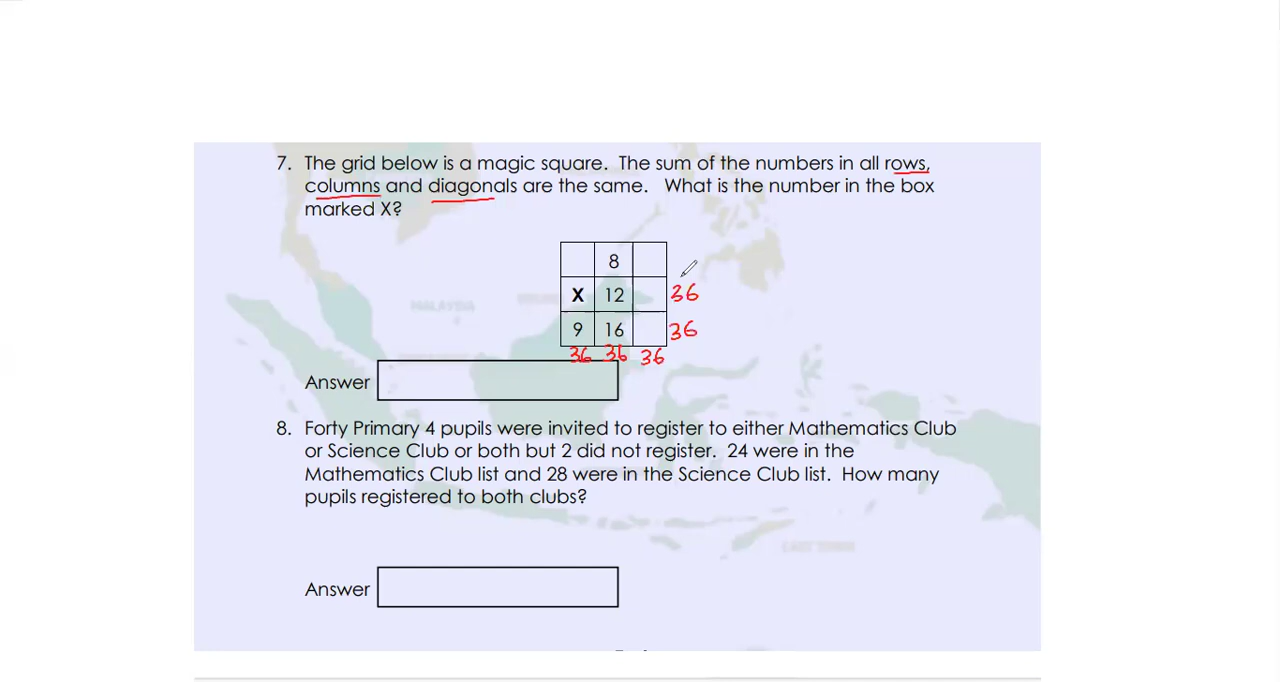 7. The grid below is a magic square. The sum of the numbers in all rows,
columns and diagonals are the same. What is the number in the box
marked X?
8
X 12 36
9 16 36
36 36 36
MALAYSIA
Answer
8. Forty Primary 4 pupils were invited to register to either Mathematics Club
or Science Club or both but 2 did not register. 24 were in the
Mathematics Club list and 28 were in the Science Club list. How many
pupils registered to both clubs?
EAST TIMOR
Answer